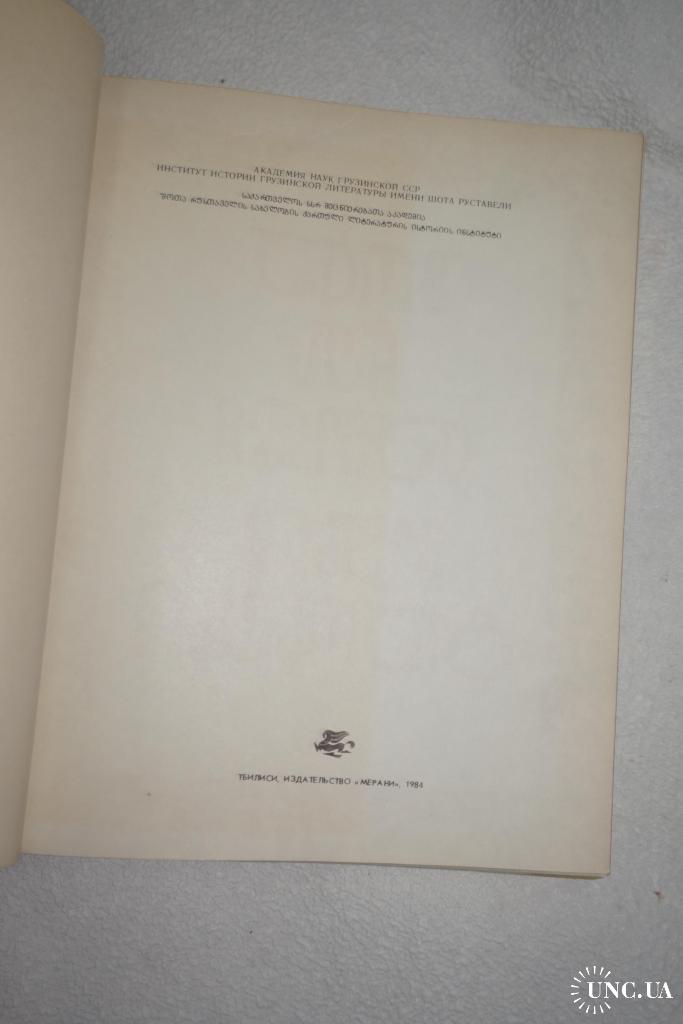 АКАДЕМИЯ НАУК ГРУЗИНСКОЙ ССР
ИНСТИТУТ ИСТОРИИ ГРУЗИНСКОЙ ЛИТЕРАТУРЫ ИМЕНИ ШОТА РУСТАВЕЛИ
საქართველოს სსრ მეცნიერებათა აკადემია
შოთა რუსთაველის სახელობის ქართული ლიტერატურის ისტორიის ინსტიტუტი
ТБИЛИСИ, ИЗДАТЕЛЬСТВО «МЕРАНИ», 1984
UNC.UA